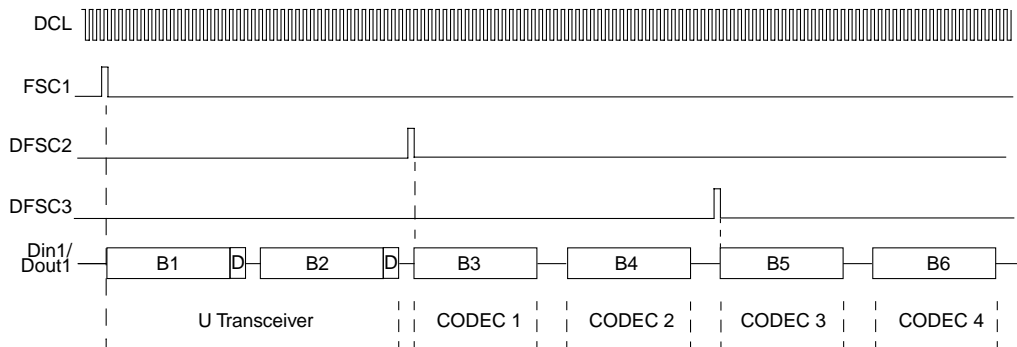 DCL
FSC1
DFSC2
DFSC3
Din1/
Dout1
B1 D B2 D B3 B4 B5 B6
U Transceiver CODEC 1 CODEC 2 CODEC 3 CODEC 4